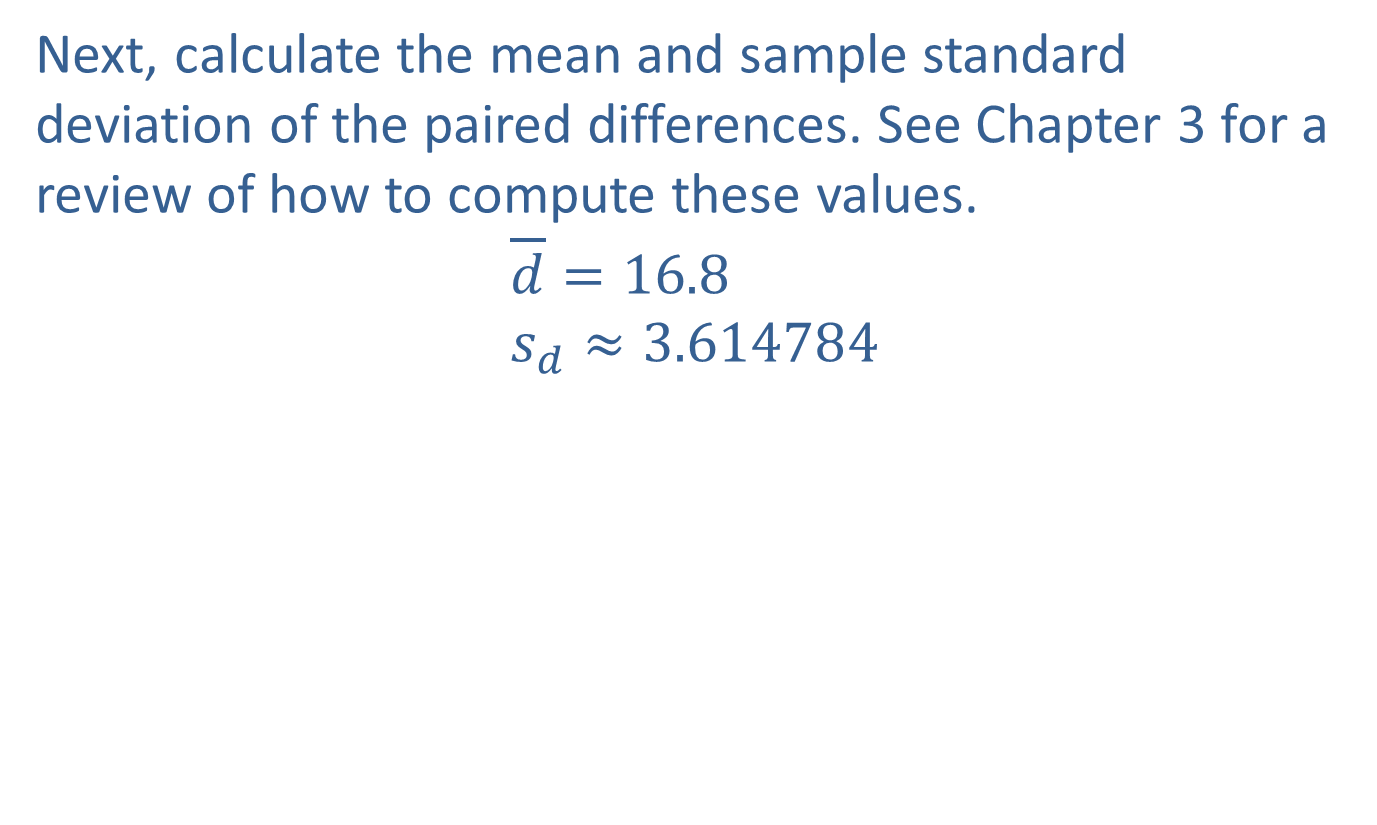 Next, calculate the mean and sample standard
deviation of the paired differences. See Chapter 3 for a
review of how to compute these values.
d̅ = 16.8
s_d ≈ 3.614784